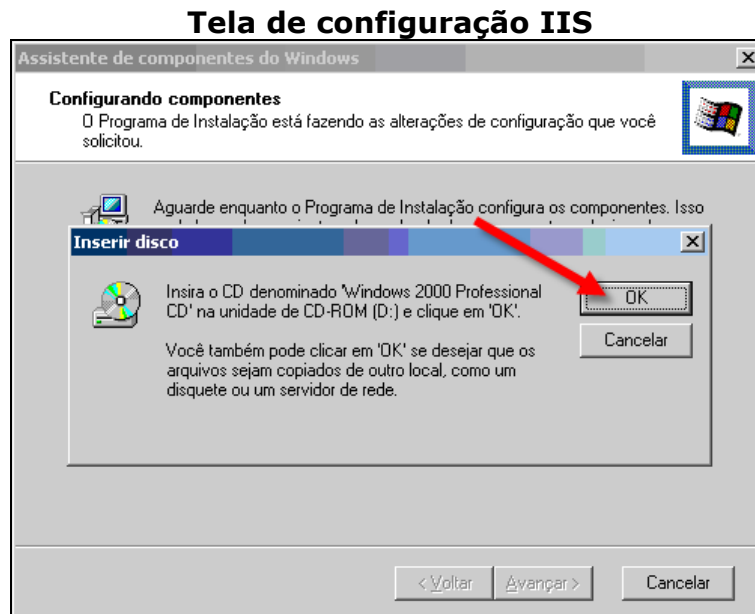 Tela de configuração IIS
Assistente de componentes do Windows
Configurando componentes
O Programa de Instalação está fazendo as alterações de configuração que você
solicitou.
Aguarde enquanto o Programa de Instalação configura os componentes. Isso
Inserir disco
Insira o CD denominado 'Windows 2000 Professional
CD' na unidade de CD-ROM (D:) e clique em 'OK'.
Você também pode clicar em 'OK' se desejar que os
arquivos sejam copiados de outro local, como um
disquete ou um servidor de rede.
OK
Cancelar
< Voltar
Avançar >
Cancelar